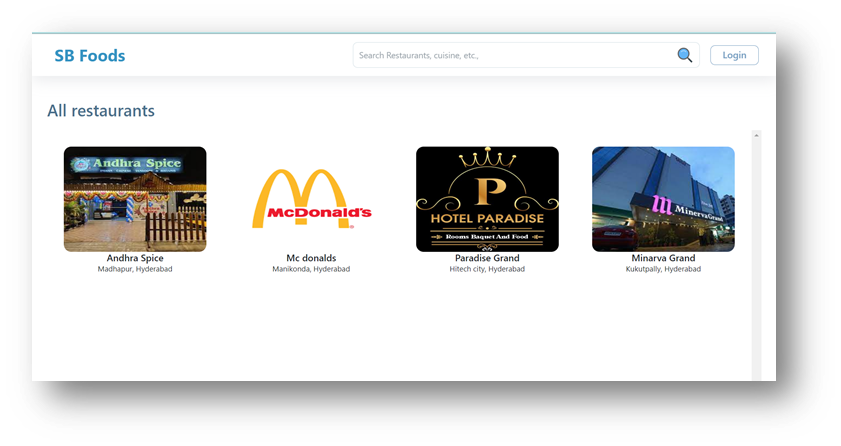 SB Foods
Search Restaurants, cuisine, etc.,
Login
All restaurants
Andhra Spice
McDonald's
P
HOTEL PARADISE
Rooms Baquet And Food
m Minerva Grand
Andhra Spice
Mc donalds
Paradise Grand
Minarva Grand
Madhapur, Hyderabad
Manikonda, Hyderabad
Hitech city, Hyderabad
Kukutpally, Hyderabad